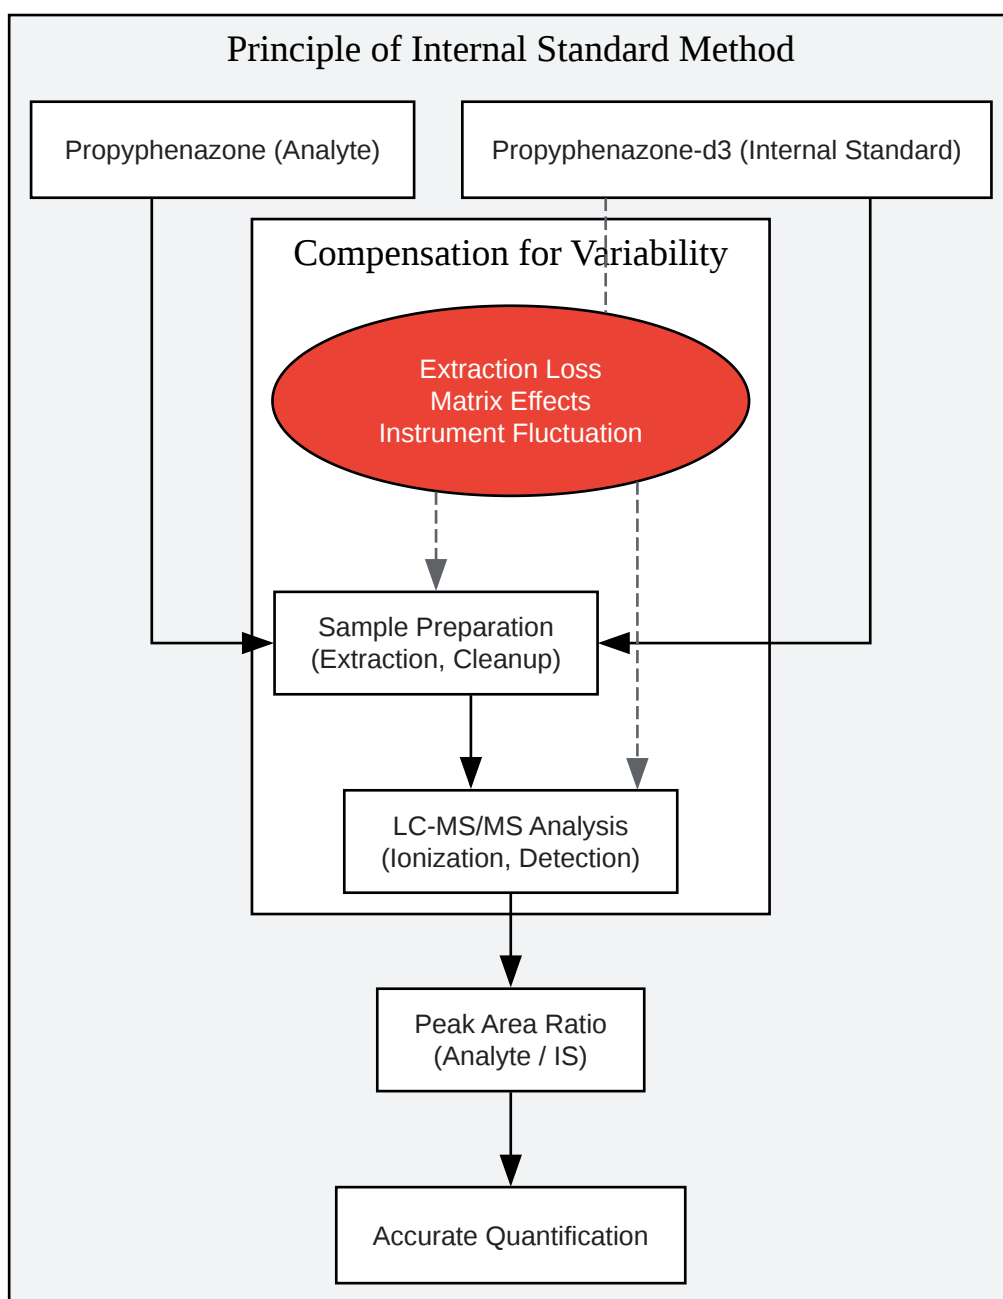 Principle of Internal Standard Method
Propyphenazone (Analyte)
Propyphenazone-d3 (Internal Standard)
Compensation for Variability
Extraction Loss
Matrix Effects
Instrument Fluctuation
Sample Preparation
(Extraction, Cleanup)
LC-MS/MS Analysis
(Ionization, Detection)
Peak Area Ratio
(Analyte / IS)
Accurate Quantification